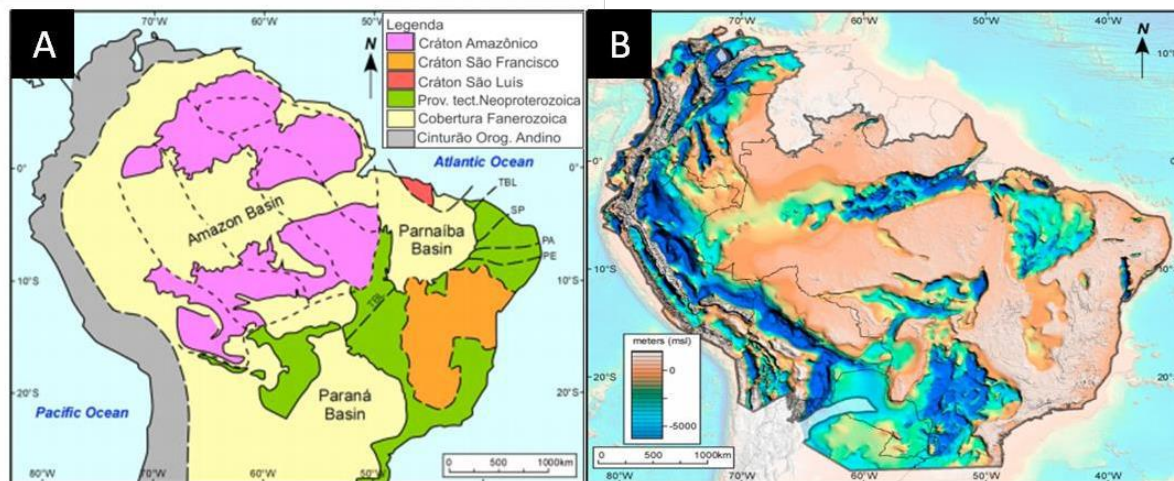 A
Legenda
Cráton Amazônico
Cráton São Francisco
Cráton São Luís
Prov. tect.Neoproterozoica
Cobertura Fanerozoica
Cinturão Orog. Andino
N
80°W
70°W
60°W
50°W
0°
10°S
20°S
Atlantic Ocean
TBL
SP
PA
PE
Amazon Basin
Parnaíba
Basin
TBL
Paraná
Basin
Pacific Ocean
0 500 1000km
80°W
70°W
60°W
50°W
B
70°W
60°W
50°W
40°W
N
10°N
0°
0°
10°S
10°S
20°S
20°S
meters (msl)
0
-5000
0 500 1000km
80°W
70°W
60°W
50°W
40°W